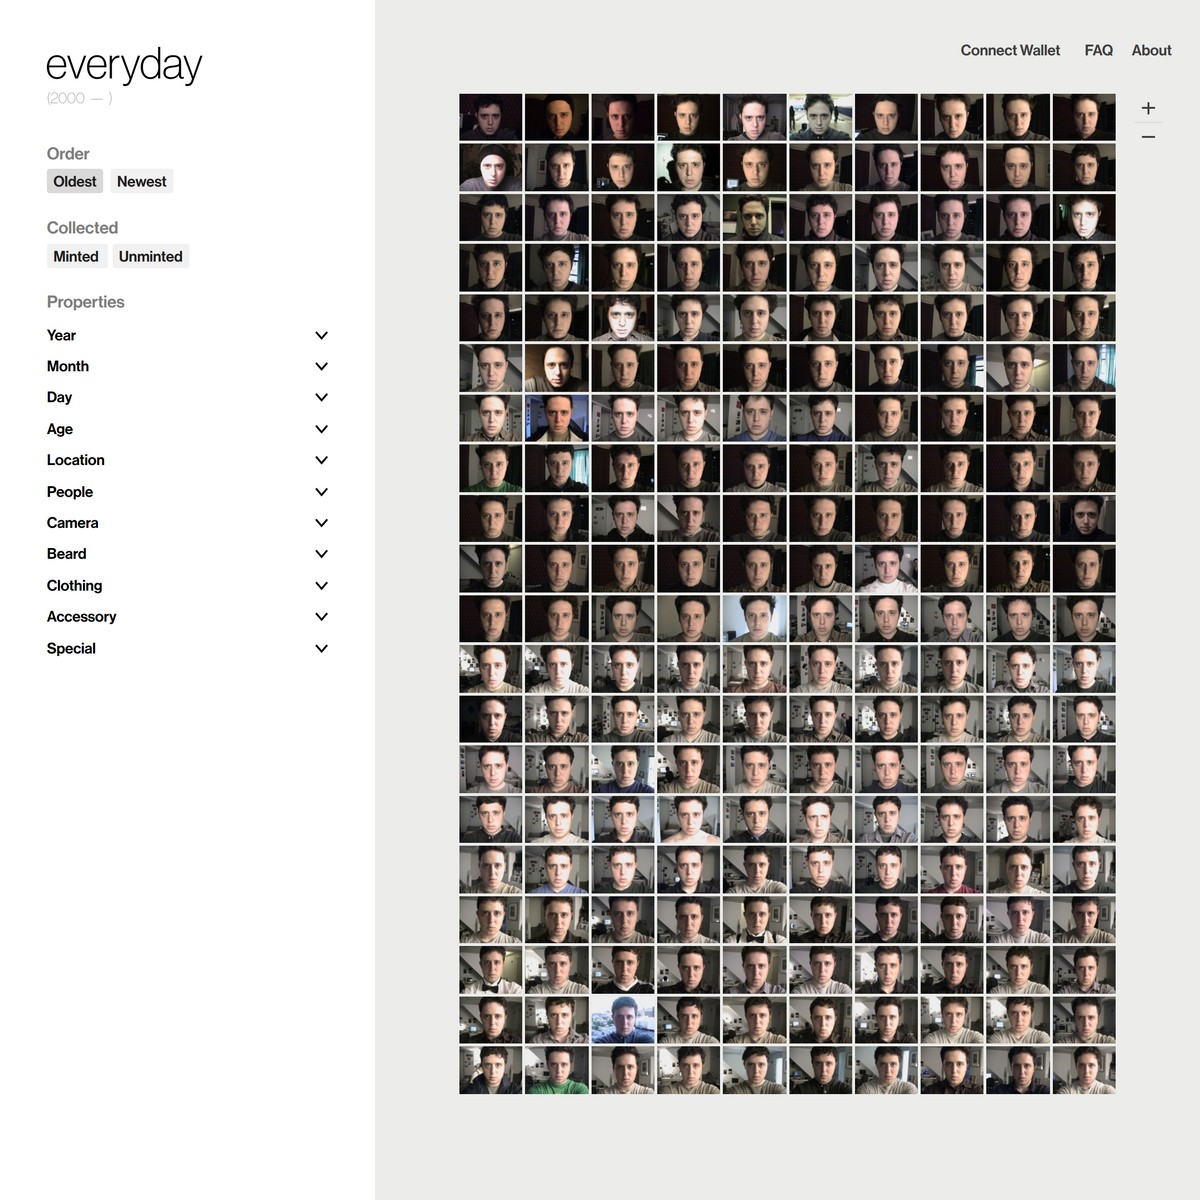 everyday
(2000 — )
Connect Wallet FAQ About
Order
Oldest Newest
Collected
Minted Unminted
Properties
Year
Month
Day
Age
Location
People
Camera
Beard
Clothing
Accessory
Special
+
−